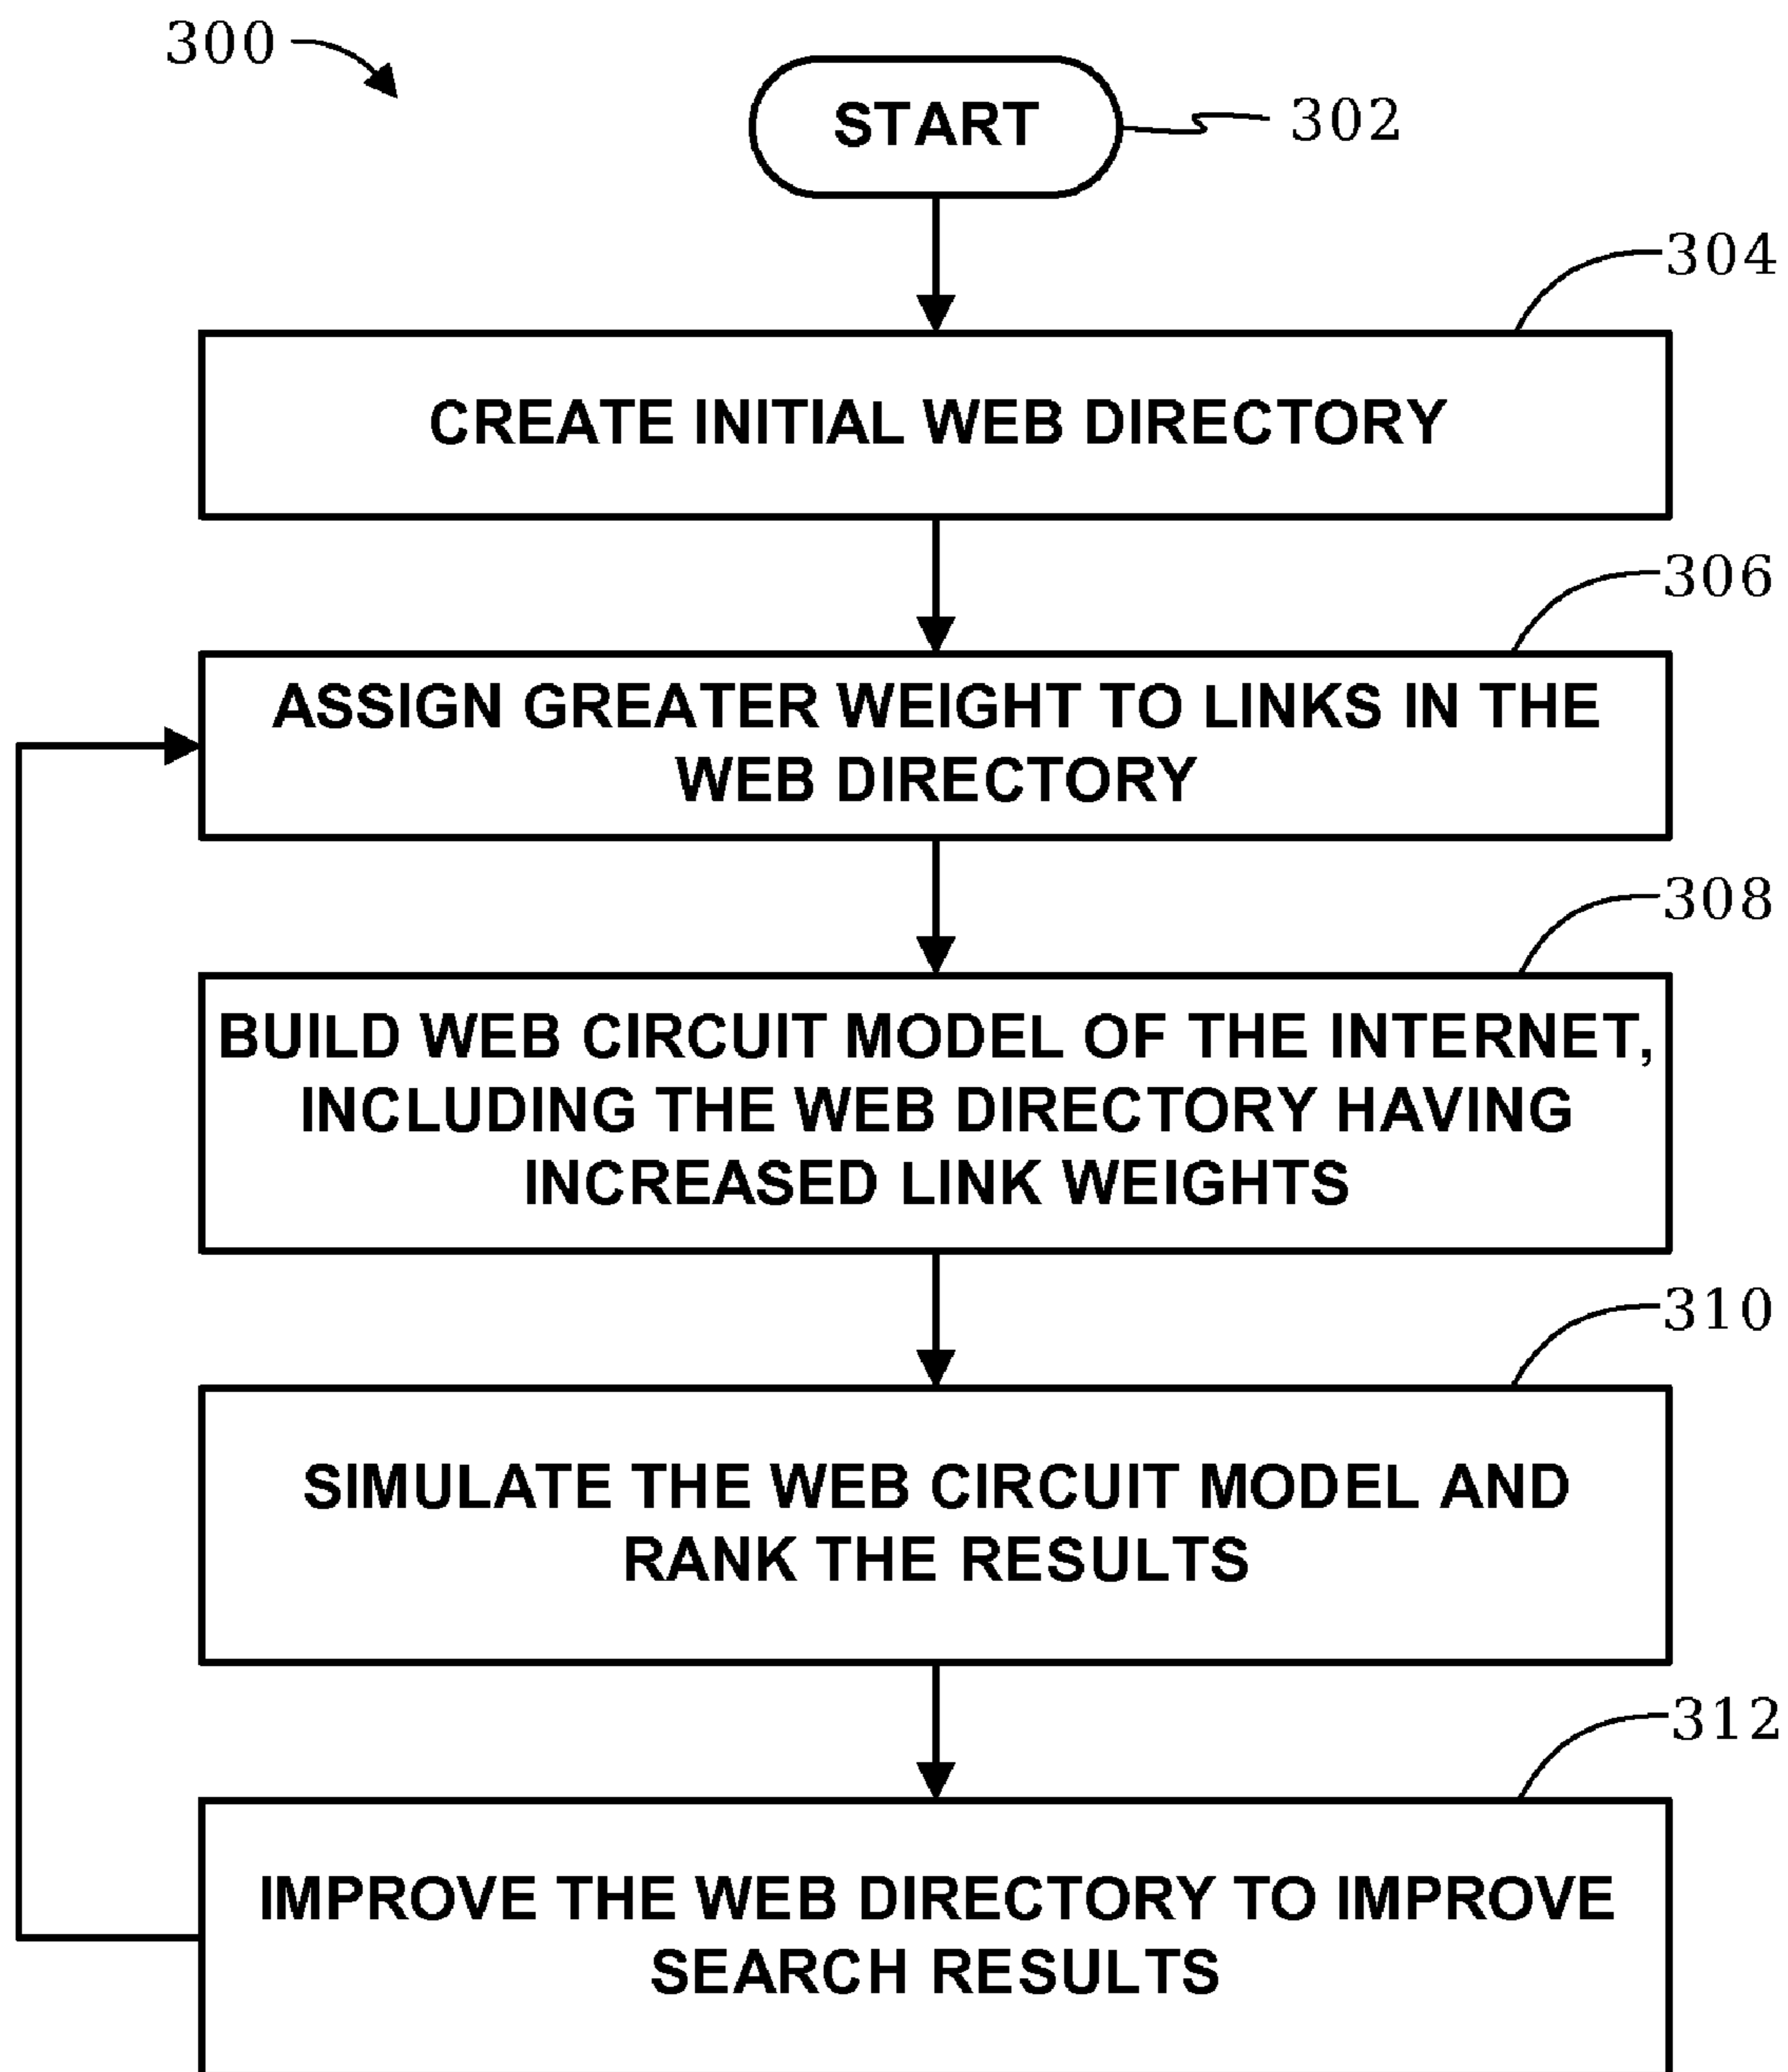 300
START
302
304
CREATE INITIAL WEB DIRECTORY
306
ASSIGN GREATER WEIGHT TO LINKS IN THE
WEB DIRECTORY
308
BUILD WEB CIRCUIT MODEL OF THE INTERNET,
INCLUDING THE WEB DIRECTORY HAVING
INCREASED LINK WEIGHTS
310
SIMULATE THE WEB CIRCUIT MODEL AND
RANK THE RESULTS
312
IMPROVE THE WEB DIRECTORY TO IMPROVE
SEARCH RESULTS